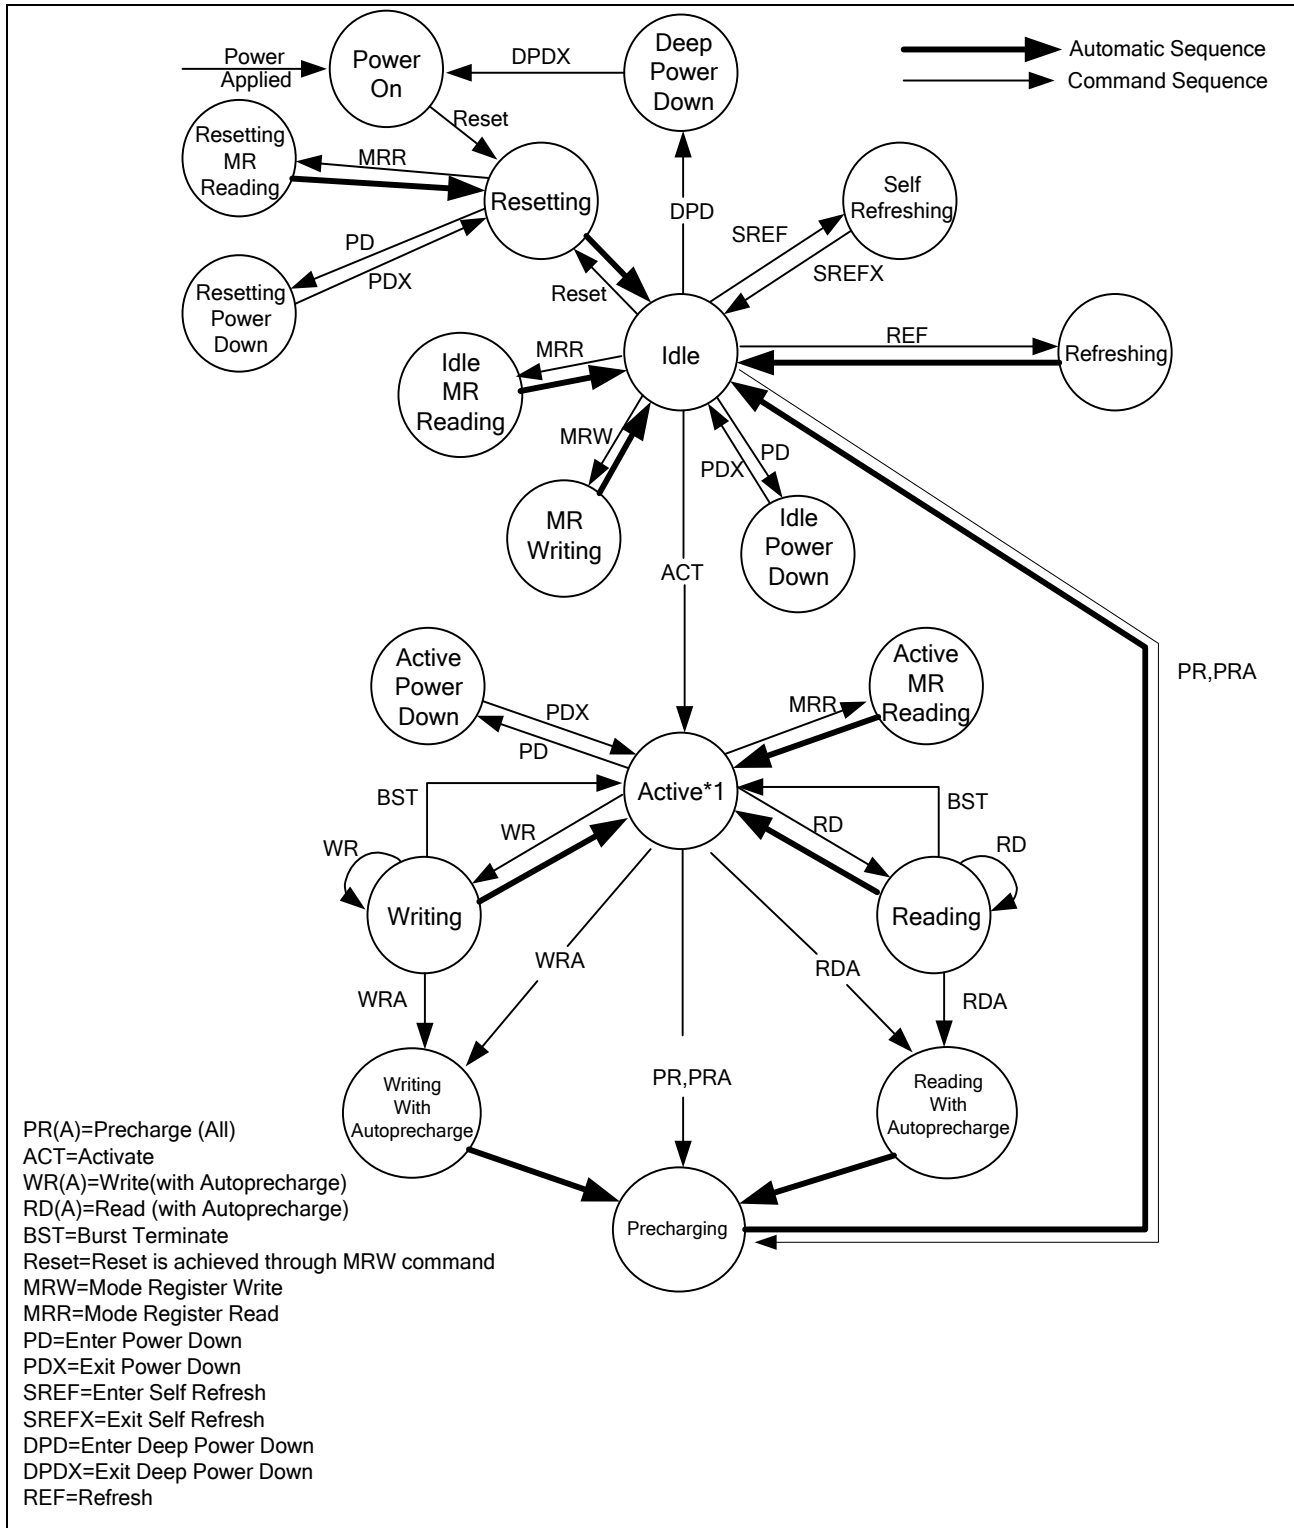 Power
Applied
Power
On
DPDX
Deep
Power
Down
Automatic Sequence
Command Sequence
Reset
Resetting
MR
Reading
MRR
Resetting
DPD
Self
Refreshing
SREF
SREFX
PD
PDX
Resetting
Power
Down
Reset
Idle
REF
Refreshing
Idle
MR
Reading
MRR
MRW
PD
PDX
MR
Writing
Idle
Power
Down
ACT
PR,PRA
Active
Power
Down
PDX
PD
MRR
Active
MR
Reading
Active*1
BST
BST
WR
WR
RD
RD
Writing
Reading
WRA
WRA
RDA
RDA
PR,PRA
Writing
With
Autoprecharge
Reading
With
Autoprecharge
Precharging
PR(A)=Precharge (All)
ACT=Activate
WR(A)=Write(with Autoprecharge)
RD(A)=Read (with Autoprecharge)
BST=Burst Terminate
Reset=Reset is achieved through MRW command
MRW=Mode Register Write
MRR=Mode Register Read
PD=Enter Power Down
PDX=Exit Power Down
SREF=Enter Self Refresh
SREFX=Exit Self Refresh
DPD=Enter Deep Power Down
DPDX=Exit Deep Power Down
REF=Refresh